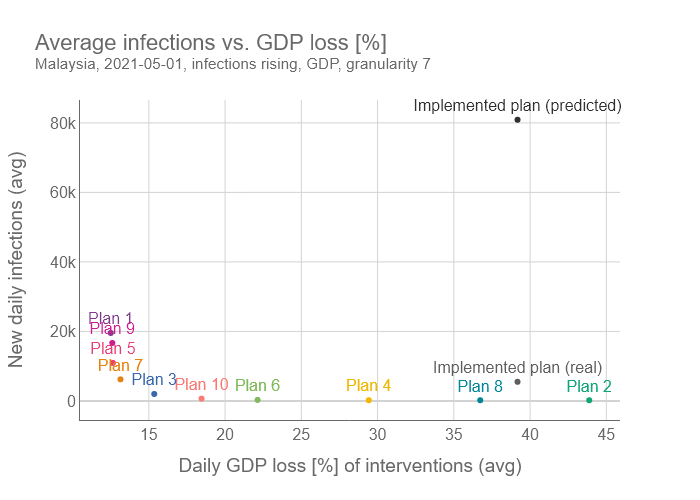 Average infections vs. GDP loss [%]
Malaysia, 2021-05-01, infections rising, GDP, granularity 7
Implemented plan (predicted)
80k
60k
40k
20k
0
New daily infections (avg)
Plan 1
Plan 9
Plan 5
Plan 7
Plan 3
Plan 10
Plan 6
Plan 4
Implemented plan (real)
Plan 8
Plan 2
15
20
25
30
35
40
45
Daily GDP loss [%] of interventions (avg)